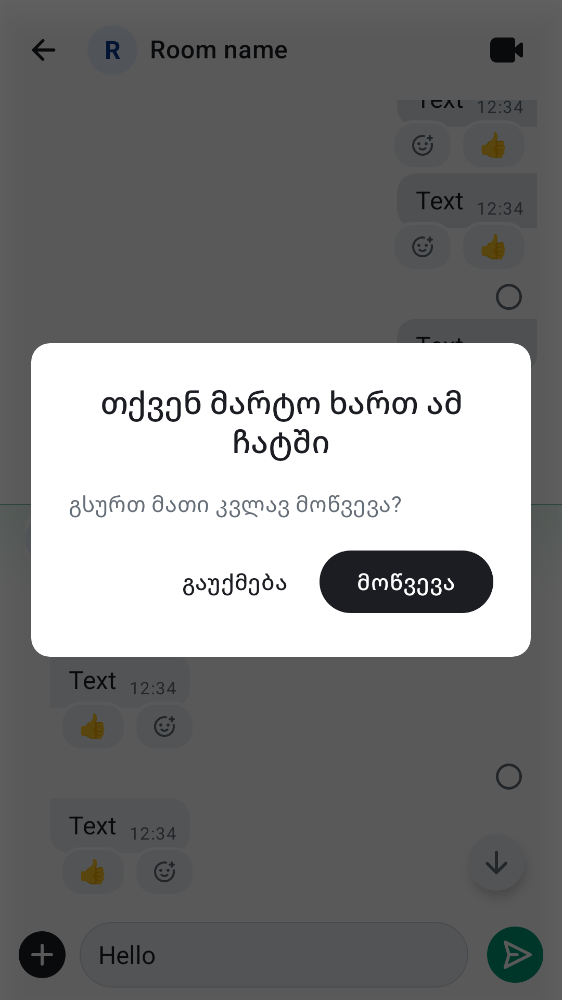 R Room name
Text 12:34
Text 12:34
თქვენ მარტო ხართ ამ
ჩატში
გსურთ მათი კვლავ მოწვევა?
გაუქმება მოწვევა
Text 12:34
Text 12:34
Hello